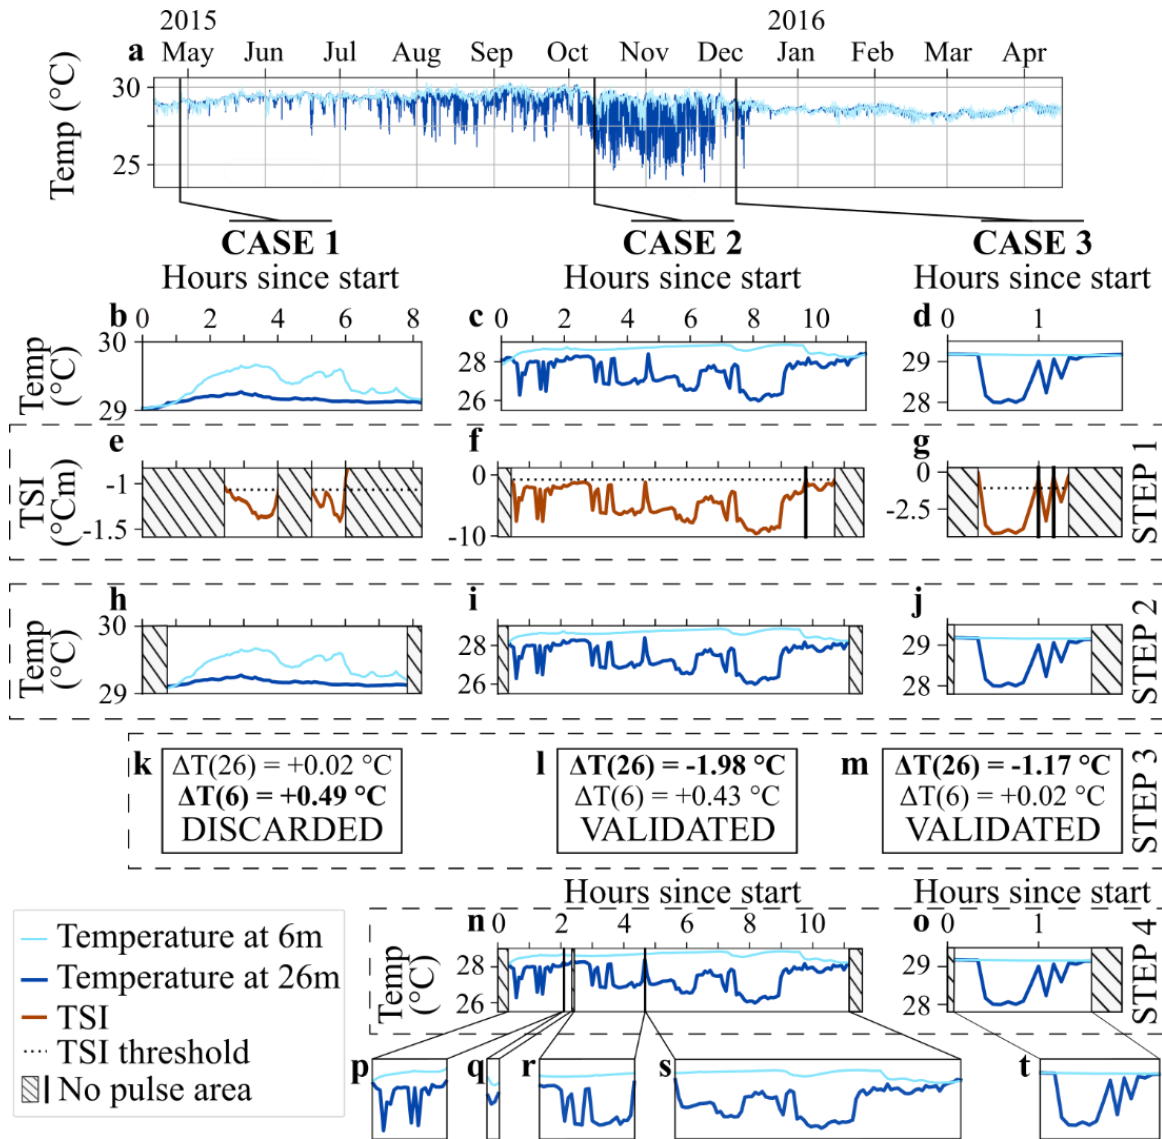 2015 2016
a May Jun Jul Aug Sep Oct Nov Dec Jan Feb Mar Apr
Temp (°C)
30
25
CASE 1 CASE 2 CASE 3
Hours since start Hours since start Hours since start
b 0 2 4 6 8 c 0 2 4 6 8 10 d 0 1
Temp (°C)
30 28 29
29 26 28
e f g
TSI (°Cm)
-1 0 0
-1.5 -10 -2.5
STEP 1
h i j
Temp (°C)
30 28 29
29 26 28
STEP 2
k ΔT(26) = +0.02 °C l ΔT(26) = -1.98 °C m ΔT(26) = -1.17 °C
ΔT(6) = +0.49 °C ΔT(6) = +0.43 °C ΔT(6) = +0.02 °C
DISCARDED VALIDATED VALIDATED
STEP 3
Hours since start Hours since start
n 0 2 4 6 8 10 o 0 1
Temp (°C)
28 29
26 28
STEP 4
Temperature at 6m
Temperature at 26m
TSI
TSI threshold
No pulse area
p q r s t